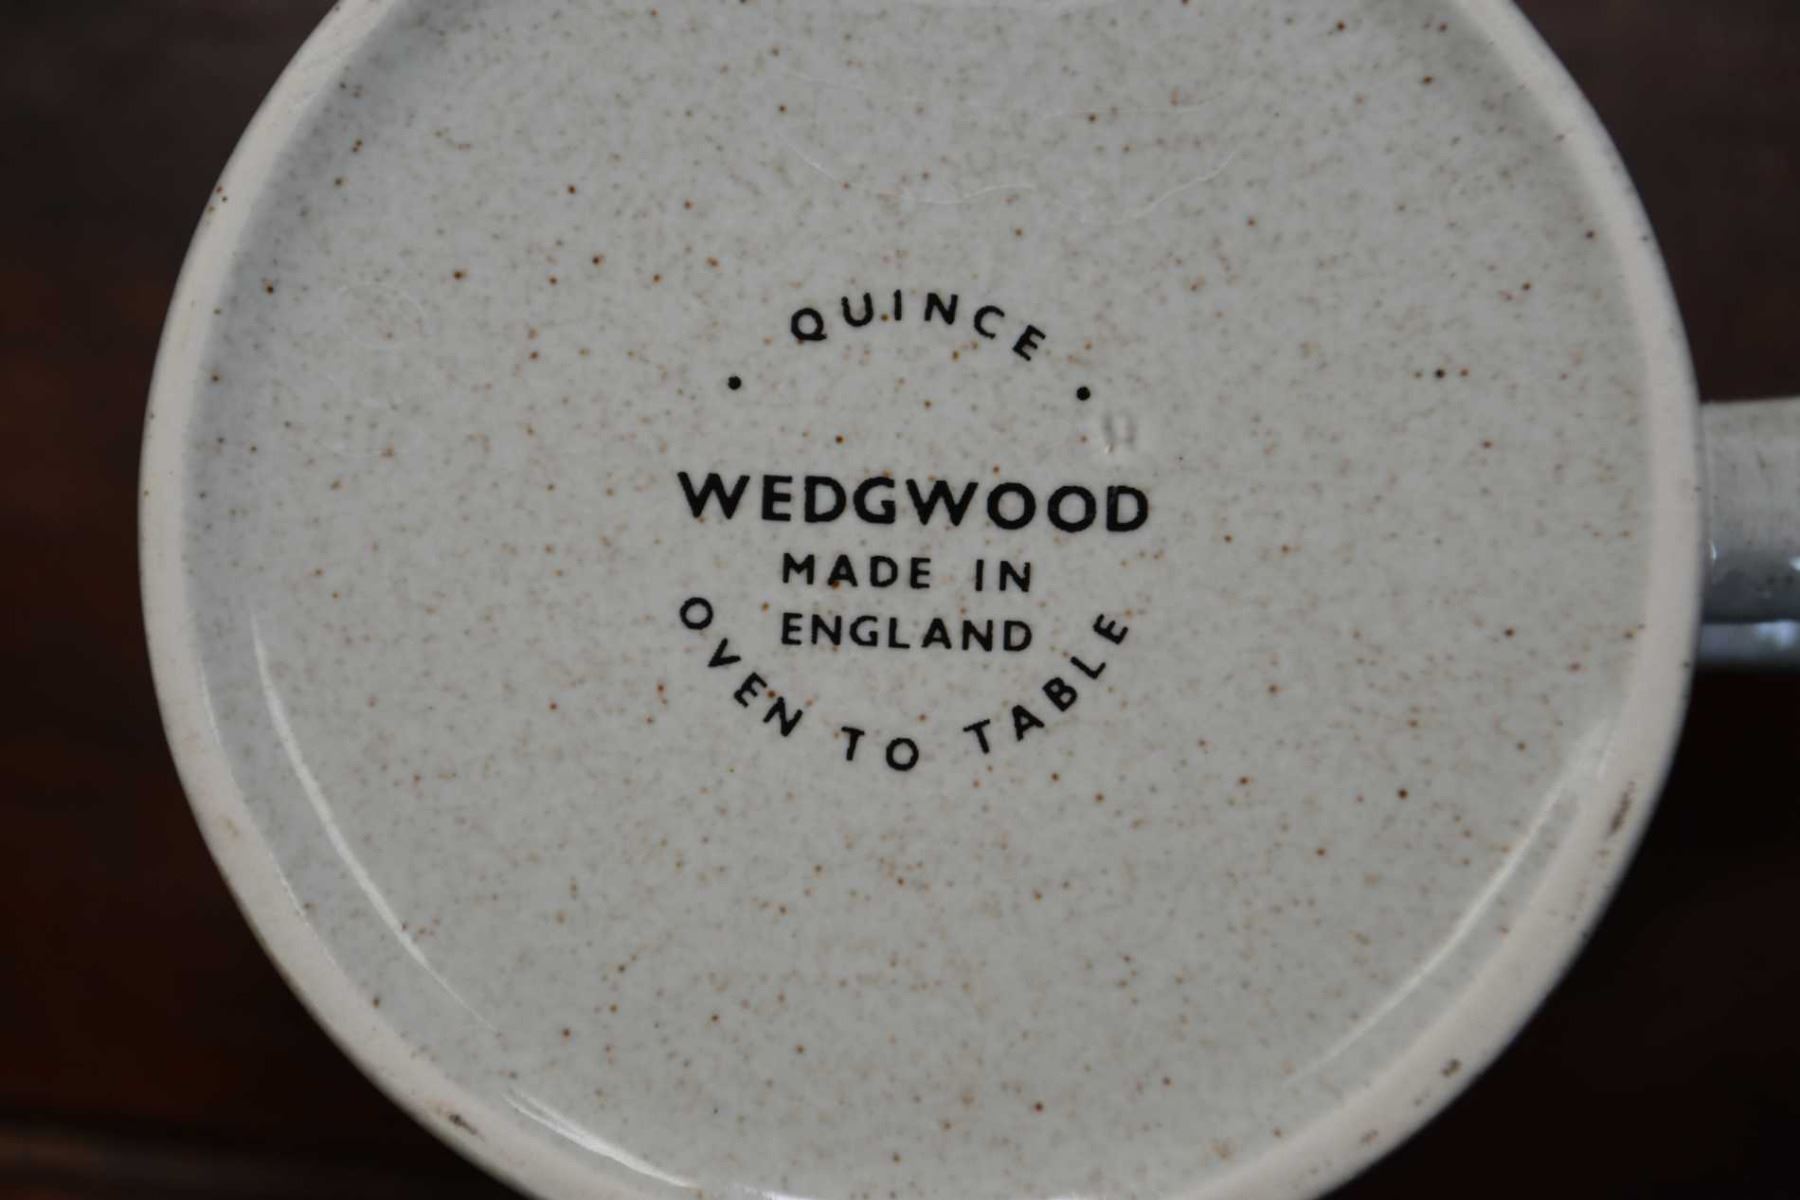 QUINCE
WEDGWOOD
MADE IN
ENGLAND
OVEN TO TABLE